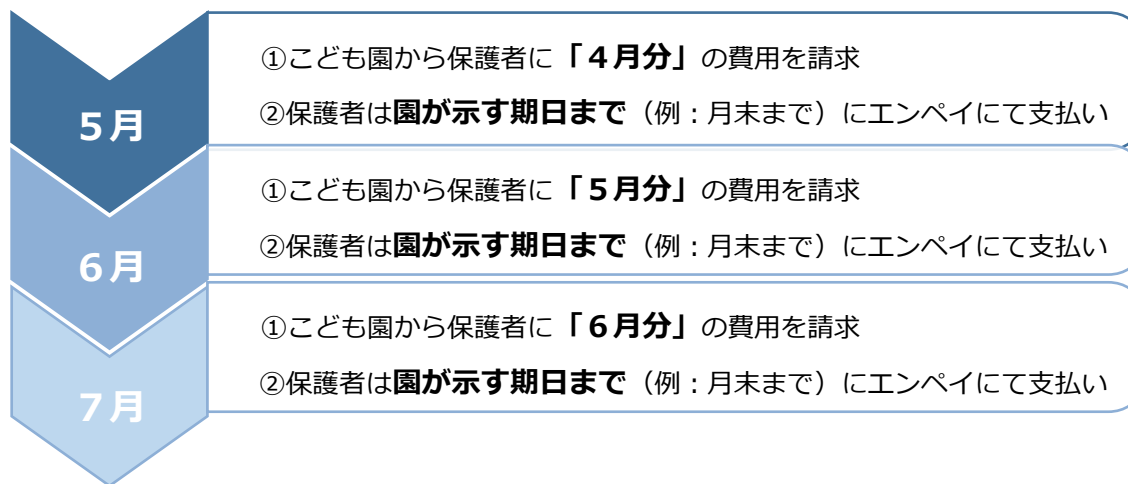 5月
①こども園から保護者に「４月分」の費用を請求
②保護者は園が示す期日まで（例：月末まで）にエンペイにて支払い
6月
①こども園から保護者に「５月分」の費用を請求
②保護者は園が示す期日まで（例：月末まで）にエンペイにて支払い
7月
①こども園から保護者に「６月分」の費用を請求
②保護者は園が示す期日まで（例：月末まで）にエンペイにて支払い